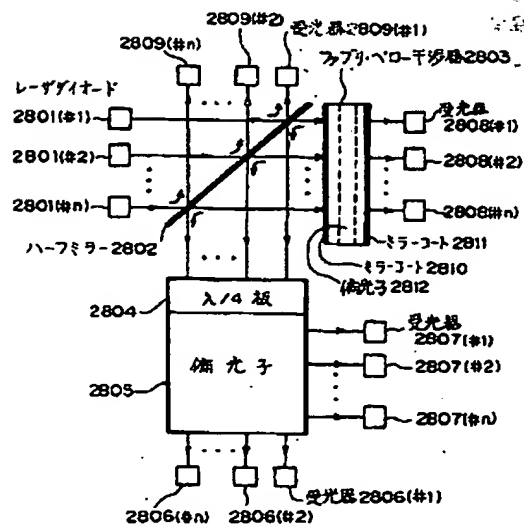 2809(#n)
2809(#2)
受光器2809(#1)
ファブリ・ペロー干渉器2803
レーザダイオード
2801(#1)
2801(#2)
2801(#n)
受光器
2808(#1)
2808(#2)
2808(#n)
ハーフミラー2802
ミラーコート2811
ミラーコート2810
偏光子2812
2804
λ/4板
2805
偏光子
受光器
2807(#1)
2807(#2)
2807(#n)
2806(#n)
2806(#2)
受光器2806(#1)